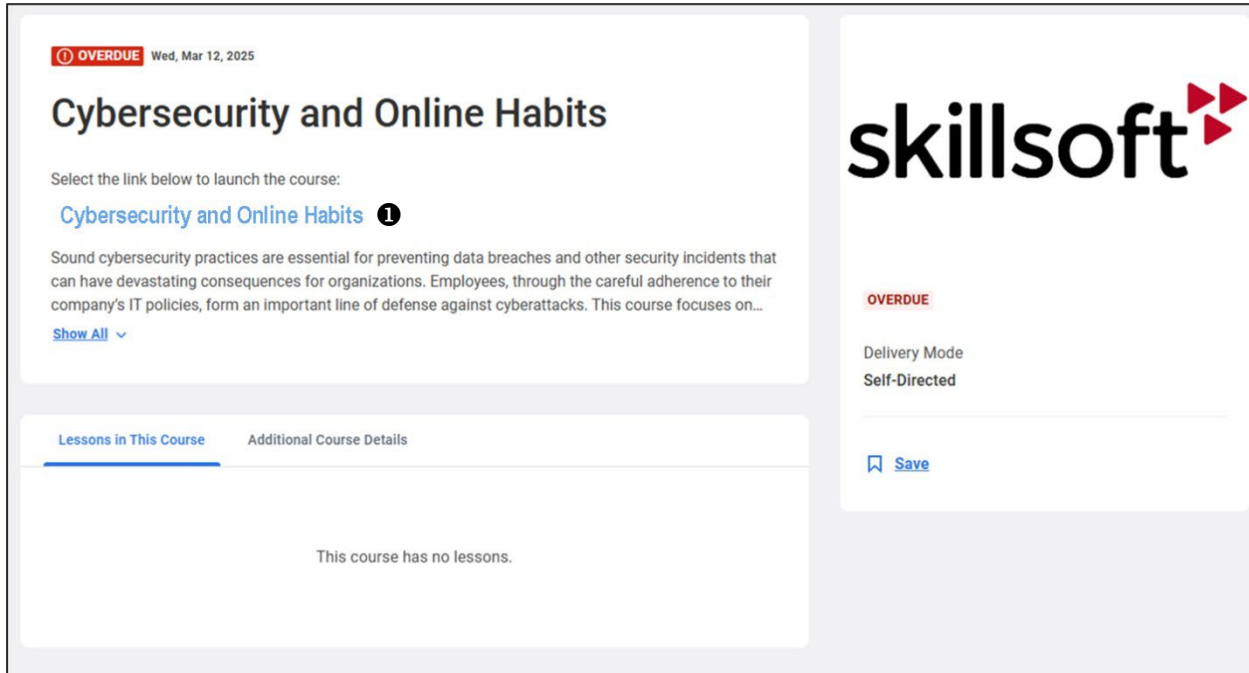 OVERDUE Wed, Mar 12, 2025
Cybersecurity and Online Habits
Select the link below to launch the course:
Cybersecurity and Online Habits ❶
Sound cybersecurity practices are essential for preventing data breaches and other security incidents that
can have devastating consequences for organizations. Employees, through the careful adherence to their
company's IT policies, form an important line of defense against cyberattacks. This course focuses on...
Show All
Lessons in This Course Additional Course Details
This course has no lessons.
skillsoft
OVERDUE
Delivery Mode
Self-Directed
Save